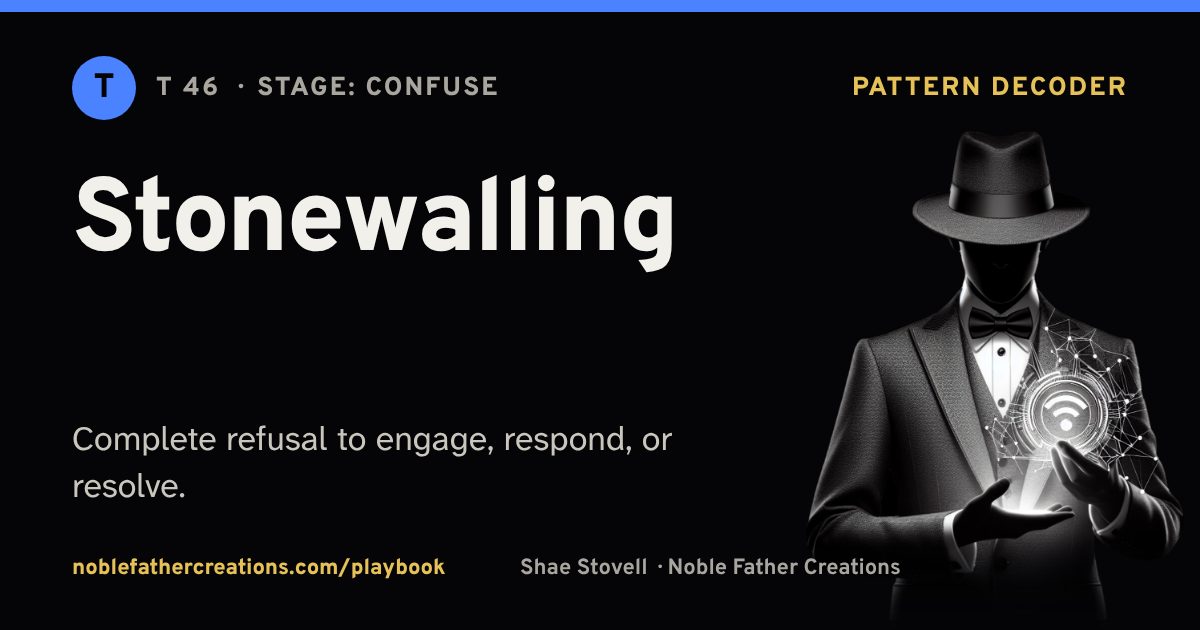 T
T 46 · STAGE: CONFUSE
PATTERN DECODER
Stonewalling
Complete refusal to engage, respond, or
resolve.
noblefathercreations.com/playbook
Shae Stovell · Noble Father Creations